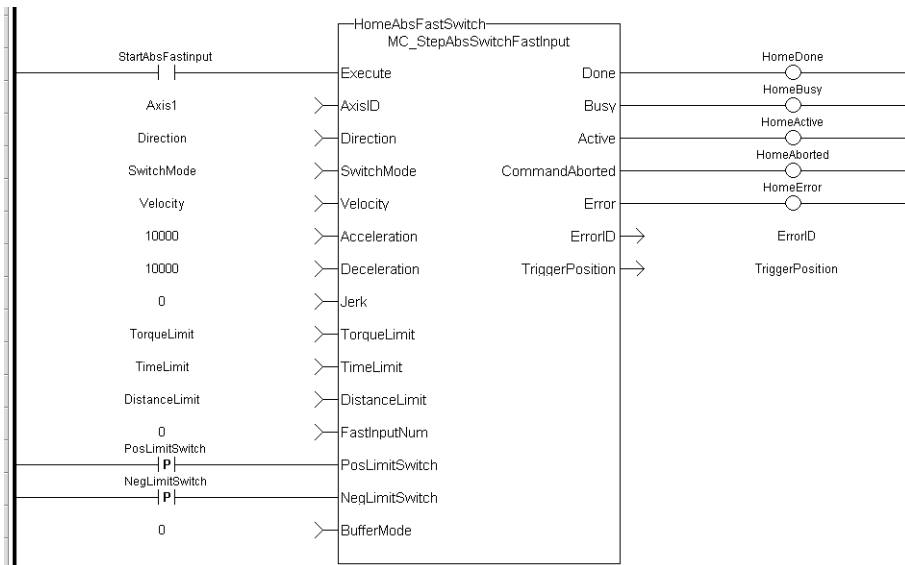 HomeAbsFastSwitch
MC_StepAbsSwitchFastInput
StartAbsFastInput
Execute
Done
HomeDone
Axis1
AxisID
Busy
HomeBusy
Direction
Direction
Active
HomeActive
SwitchMode
SwitchMode
CommandAborted
HomeAborted
Velocity
Velocity
Error
HomeError
10000
Acceleration
ErrorID
ErrorID
10000
Deceleration
TriggerPosition
TriggerPosition
0
Jerk
TorqueLimit
TorqueLimit
TimeLimit
TimeLimit
DistanceLimit
DistanceLimit
0
FastInputNum
PosLimitSwitch
P
PosLimitSwitch
NegLimitSwitch
P
NegLimitSwitch
0
BufferMode